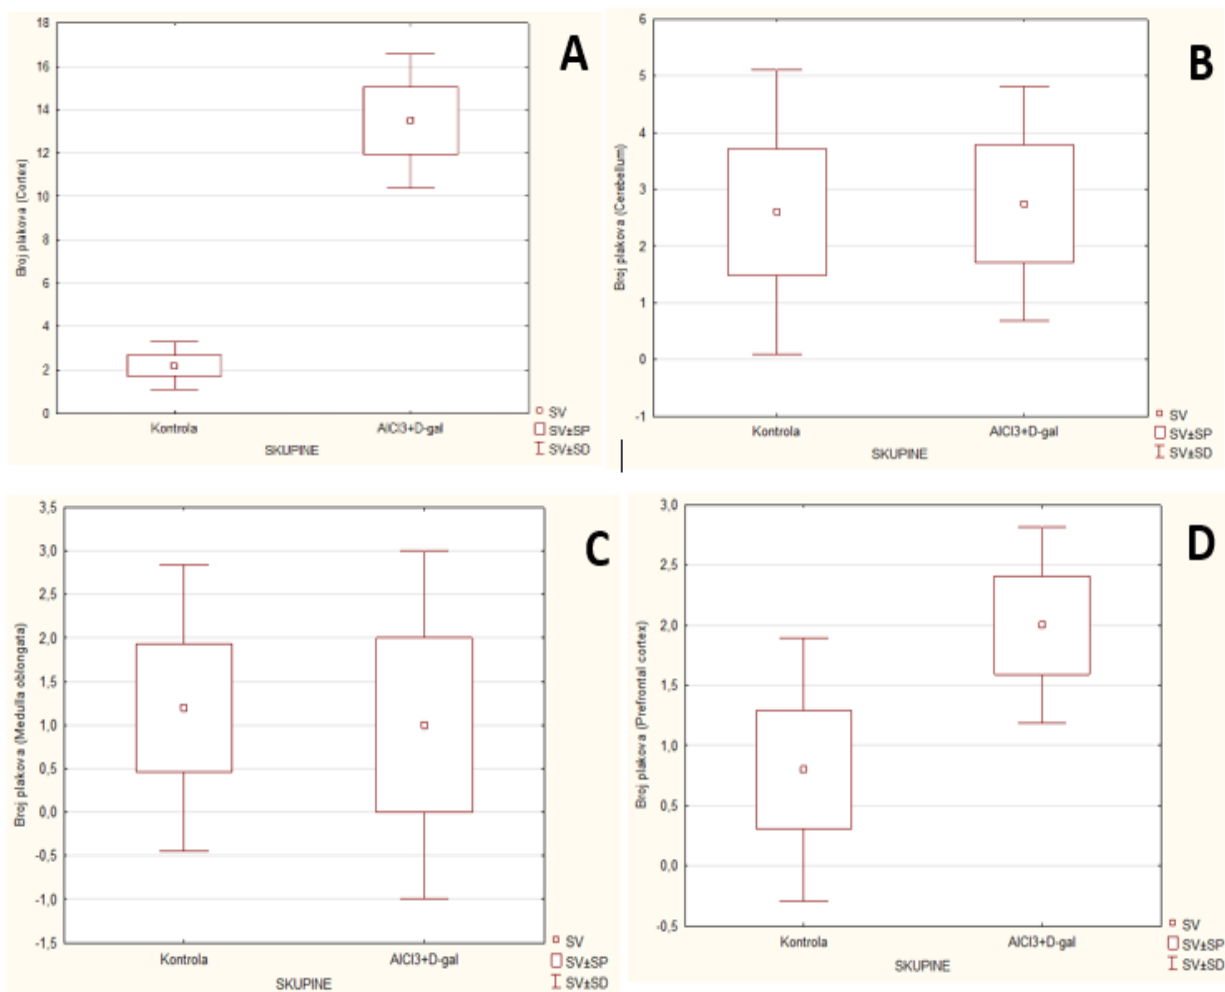 A
Broj plakova (Cortex)
18
16
14
12
10
8
6
4
2
0
Kontrola AlCl3+D-gal
SKUPINE
SV
SV±SP
SV±SD
B
Broj plakova (Cerebellum)
6
5
4
3
2
1
0
-1
Kontrola AlCl3+D-gal
SKUPINE
SV
SV±SP
SV±SD
C
Broj plakova (Medulla oblongata)
3,5
3,0
2,5
2,0
1,5
1,0
0,5
0,0
-0,5
-1,0
-1,5
Kontrola AlCl3+D-gal
SKUPINE
SV
SV±SP
SV±SD
D
Broj plakova (Prefrontal cortex)
3,0
2,5
2,0
1,5
1,0
0,5
0,0
-0,5
Kontrola AlCl3+D-gal
SKUPINE
SV
SV±SP
SV±SD